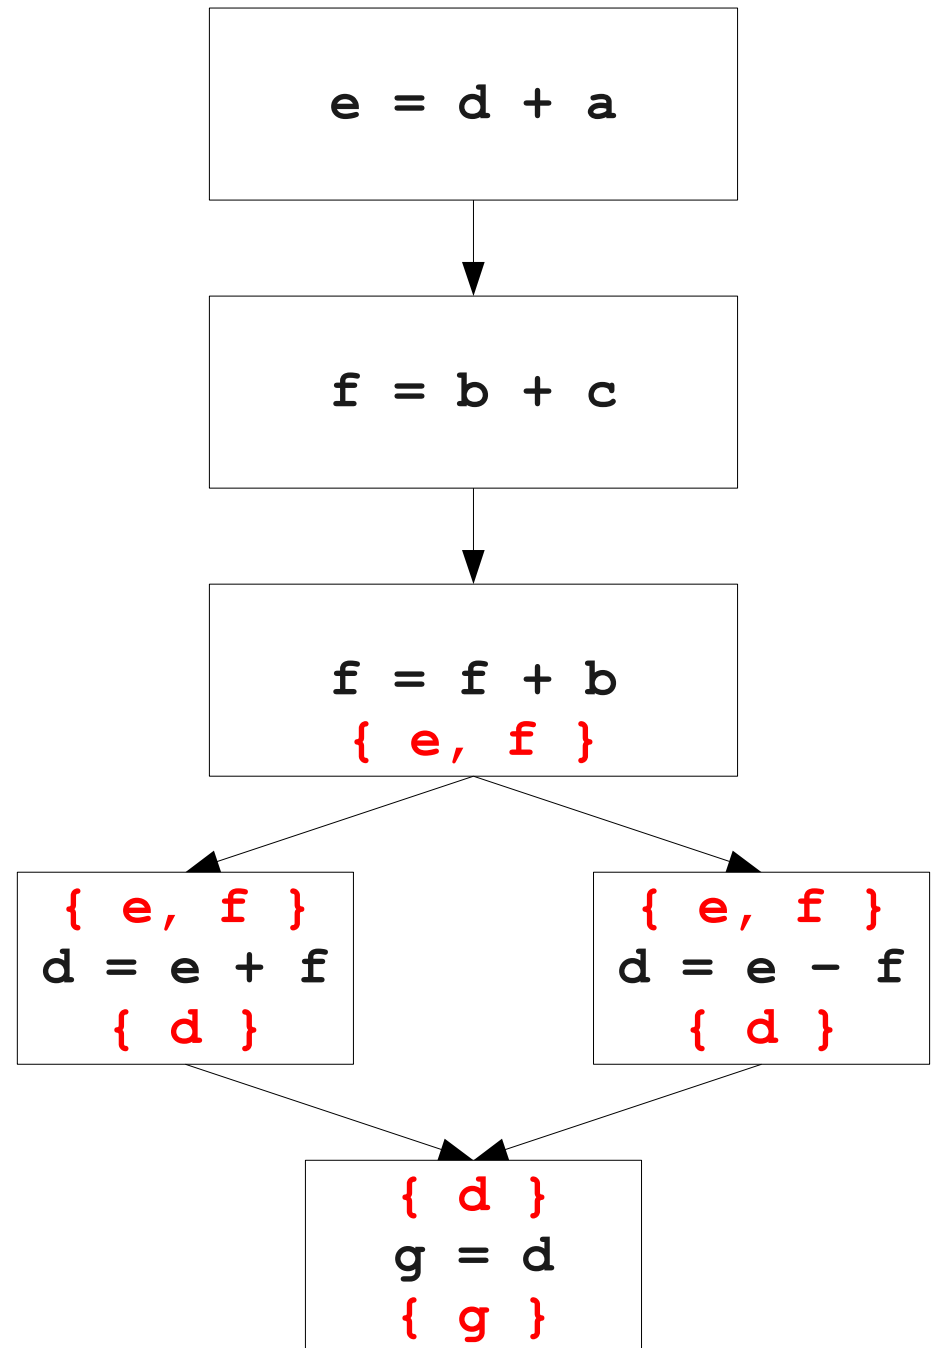 e = d + a
f = b + c
f = f + b
{ e, f }
{ e, f }
d = e + f
{ d }
{ e, f }
d = e - f
{ d }
{ d }
g = d
{ g }